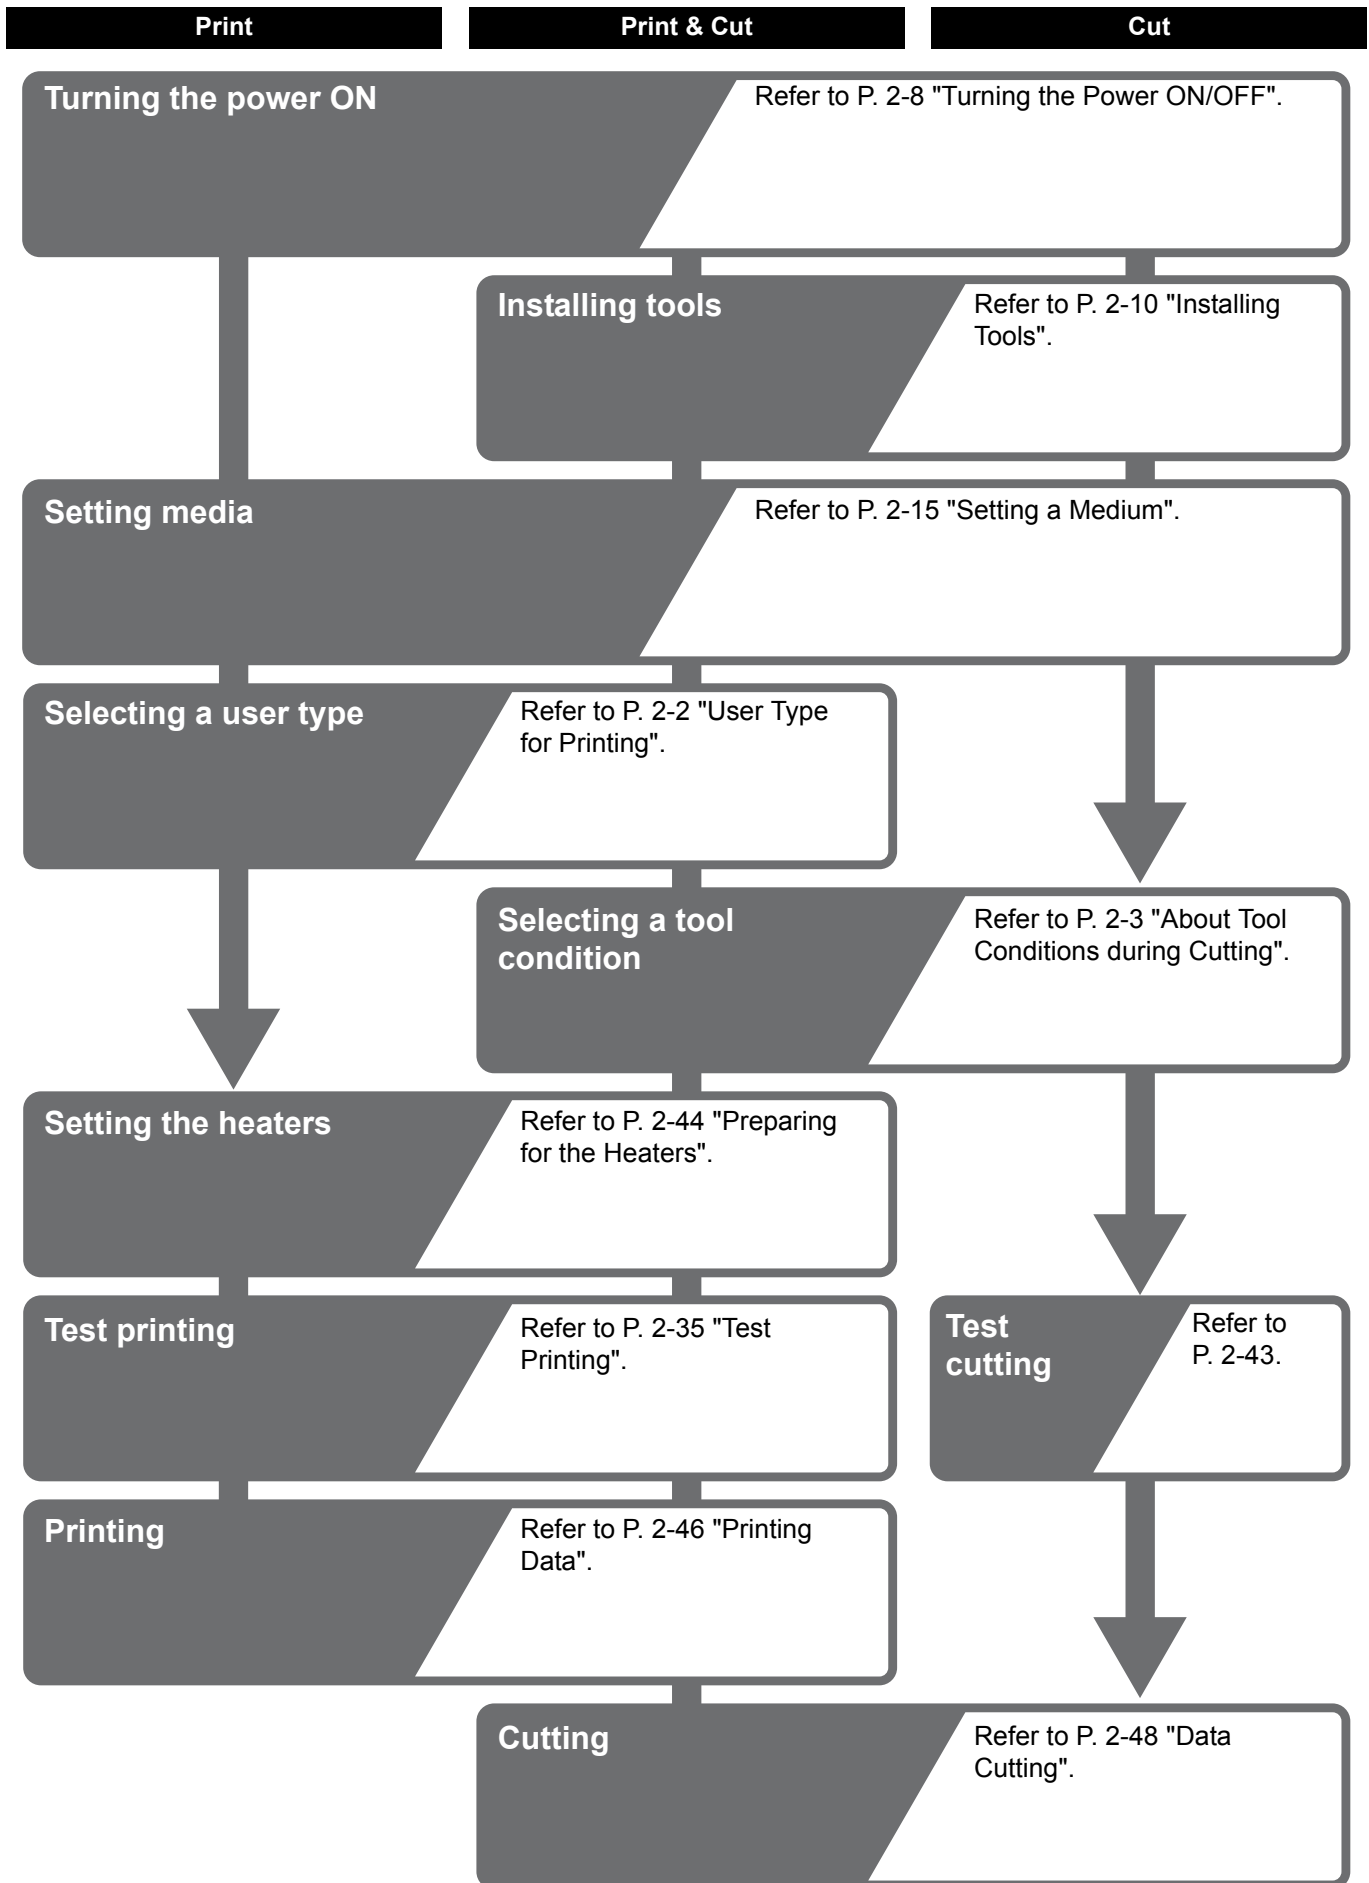 Print
Print & Cut
Cut
Turning the power ON
Refer to P. 2-8 "Turning the Power ON/OFF".
Installing tools
Refer to P. 2-10 "Installing
Tools".
Setting media
Refer to P. 2-15 "Setting a Medium".
Selecting a user type
Refer to P. 2-2 "User Type
for Printing".
Selecting a tool
condition
Refer to P. 2-3 "About Tool
Conditions during Cutting".
Setting the heaters
Refer to P. 2-44 "Preparing
for the Heaters".
Test printing
Refer to P. 2-35 "Test
Printing".
Test
cutting
Refer to
P. 2-43.
Printing
Refer to P. 2-46 "Printing
Data".
Cutting
Refer to P. 2-48 "Data
Cutting".